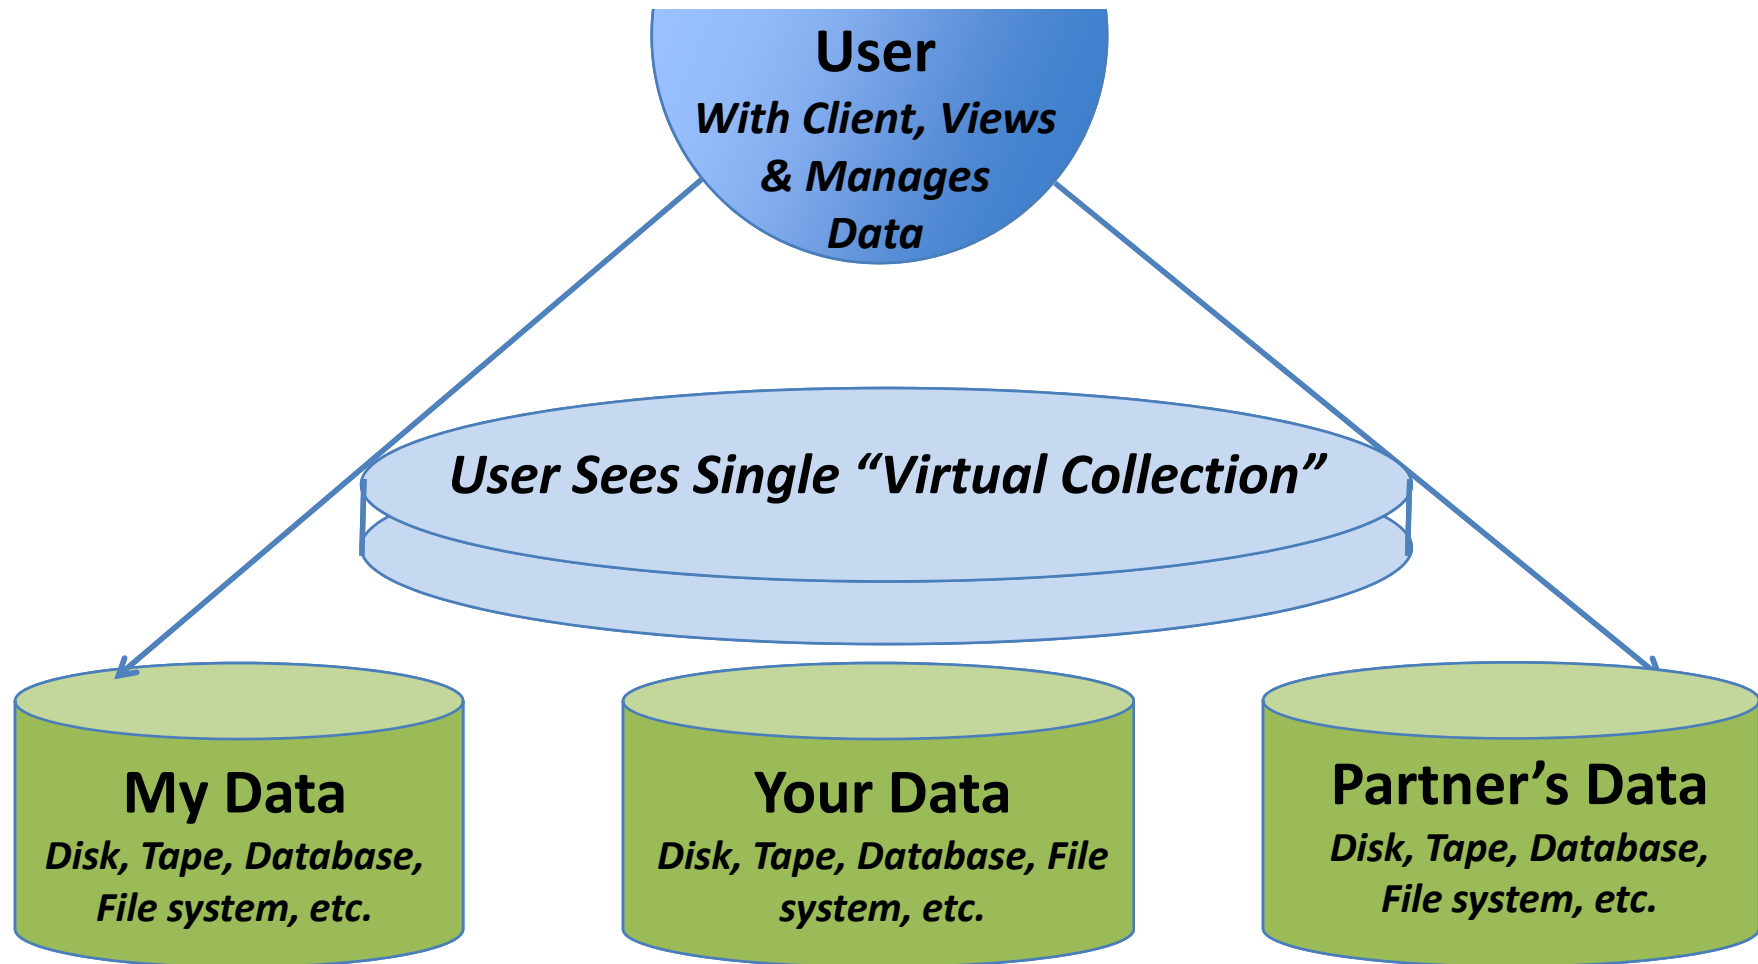 User
With Client, Views
& Manages
Data
User Sees Single “Virtual Collection”
My Data
Disk, Tape, Database,
File system, etc.
Your Data
Disk, Tape, Database, File
system, etc.
Partner’s Data
Disk, Tape, Database,
File system, etc.